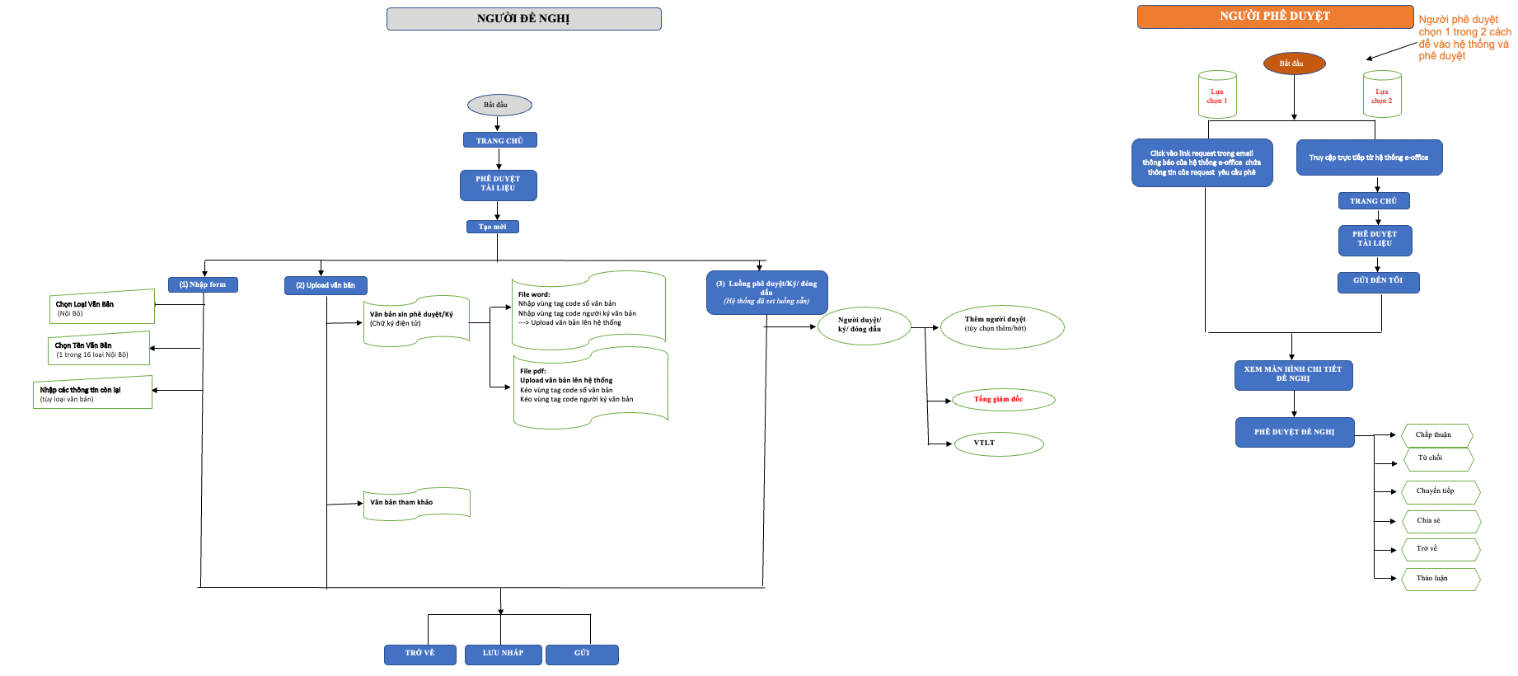 NGƯỜI ĐỀ NGHỊ
Bắt đầu
TRANG CHỦ
PHÊ DUYỆT
TÀI LIỆU
Tạo mới
(1) Nhập form
Chọn Loại Văn Bản
(Nội Bộ)
Chọn Tên Văn Bản
(1 trong 16 loại Nội Bộ)
Nhập các thông tin còn lại
(tùy loại văn bản)
(2) Upload văn bản
Văn bản xin phê duyệt/Ký
(Chữ ký điện tử)
File word:
Nhập vùng tag code số văn bản
Nhập vùng tag code người ký văn bản
---> Upload văn bản lên hệ thống
File pdf:
Upload văn bản lên hệ thống
Kéo vùng tag code số văn bản
Kéo vùng tag code người ký văn bản
Văn bản tham khảo
(3) Luồng phê duyệt/Ký/ đóng
dấu
(Hệ thống đã set luồng sẵn)
Người duyệt/
ký/ đóng dấu
Thêm người duyệt
(tùy chọn thêm/bớt)
Tổng giám đốc
VTLT
TRỞ VỀ
LƯU NHÁP
GỬI
NGƯỜI PHÊ DUYỆT
Người phê duyệt
chọn 1 trong 2 cách
để vào hệ thống và
phê duyệt
Bắt đầu
Lựa
chọn 1
Lựa
chọn 2
Click vào link request trong email
thông báo của hệ thống e-office chứa
thông tin của request yêu cầu phê
Truy cập trực tiếp từ hệ thống e-office
TRANG CHỦ
PHÊ DUYỆT
TÀI LIỆU
GỬI ĐẾN TÔI
XEM MÀN HÌNH CHI TIẾT
ĐỀ NGHỊ
PHÊ DUYỆT ĐỀ NGHỊ
Chấp thuận
Từ chối
Chuyển tiếp
Chia sẻ
Trở về
Thảo luận